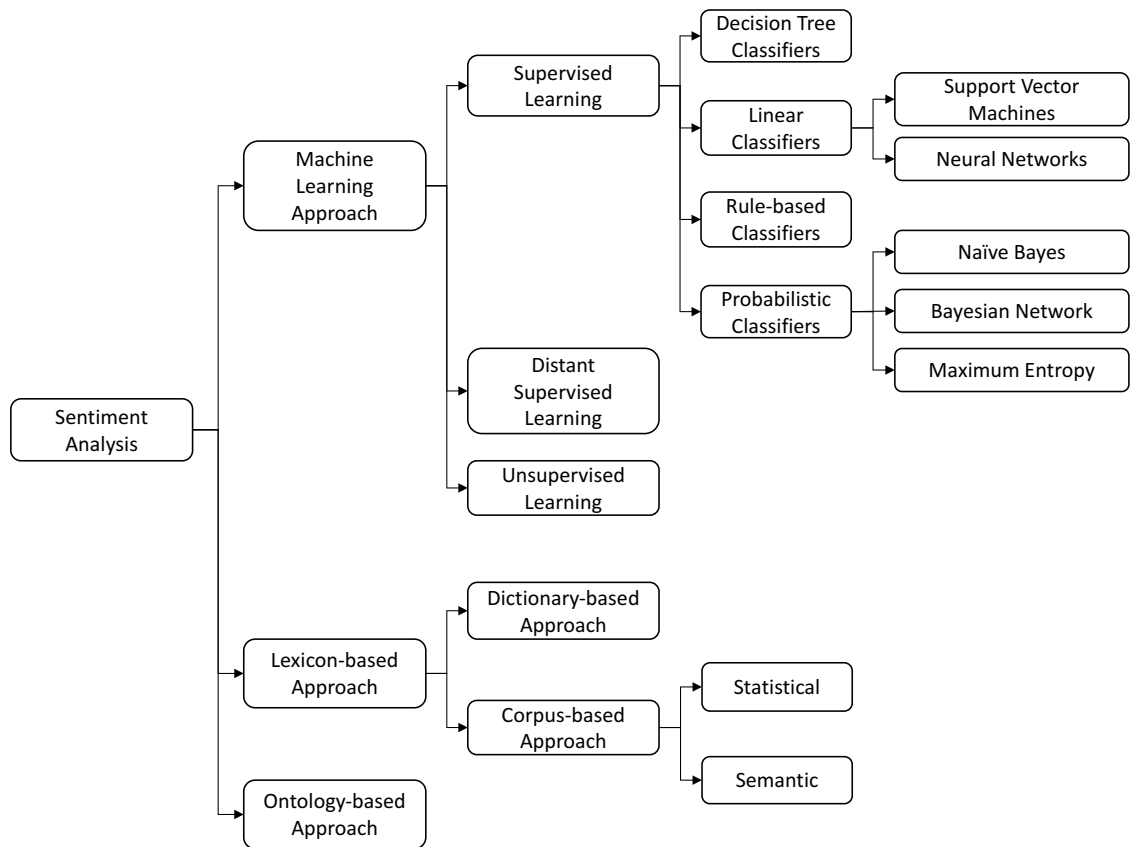 Sentiment
Analysis
Machine
Learning
Approach
Supervised
Learning
Decision Tree
Classifiers
Linear
Classifiers
Support Vector
Machines
Neural Networks
Rule-based
Classifiers
Probabilistic
Classifiers
Naïve Bayes
Bayesian Network
Maximum Entropy
Distant
Supervised
Learning
Unsupervised
Learning
Lexicon-based
Approach
Dictionary-based
Approach
Corpus-based
Approach
Statistical
Semantic
Ontology-based
Approach